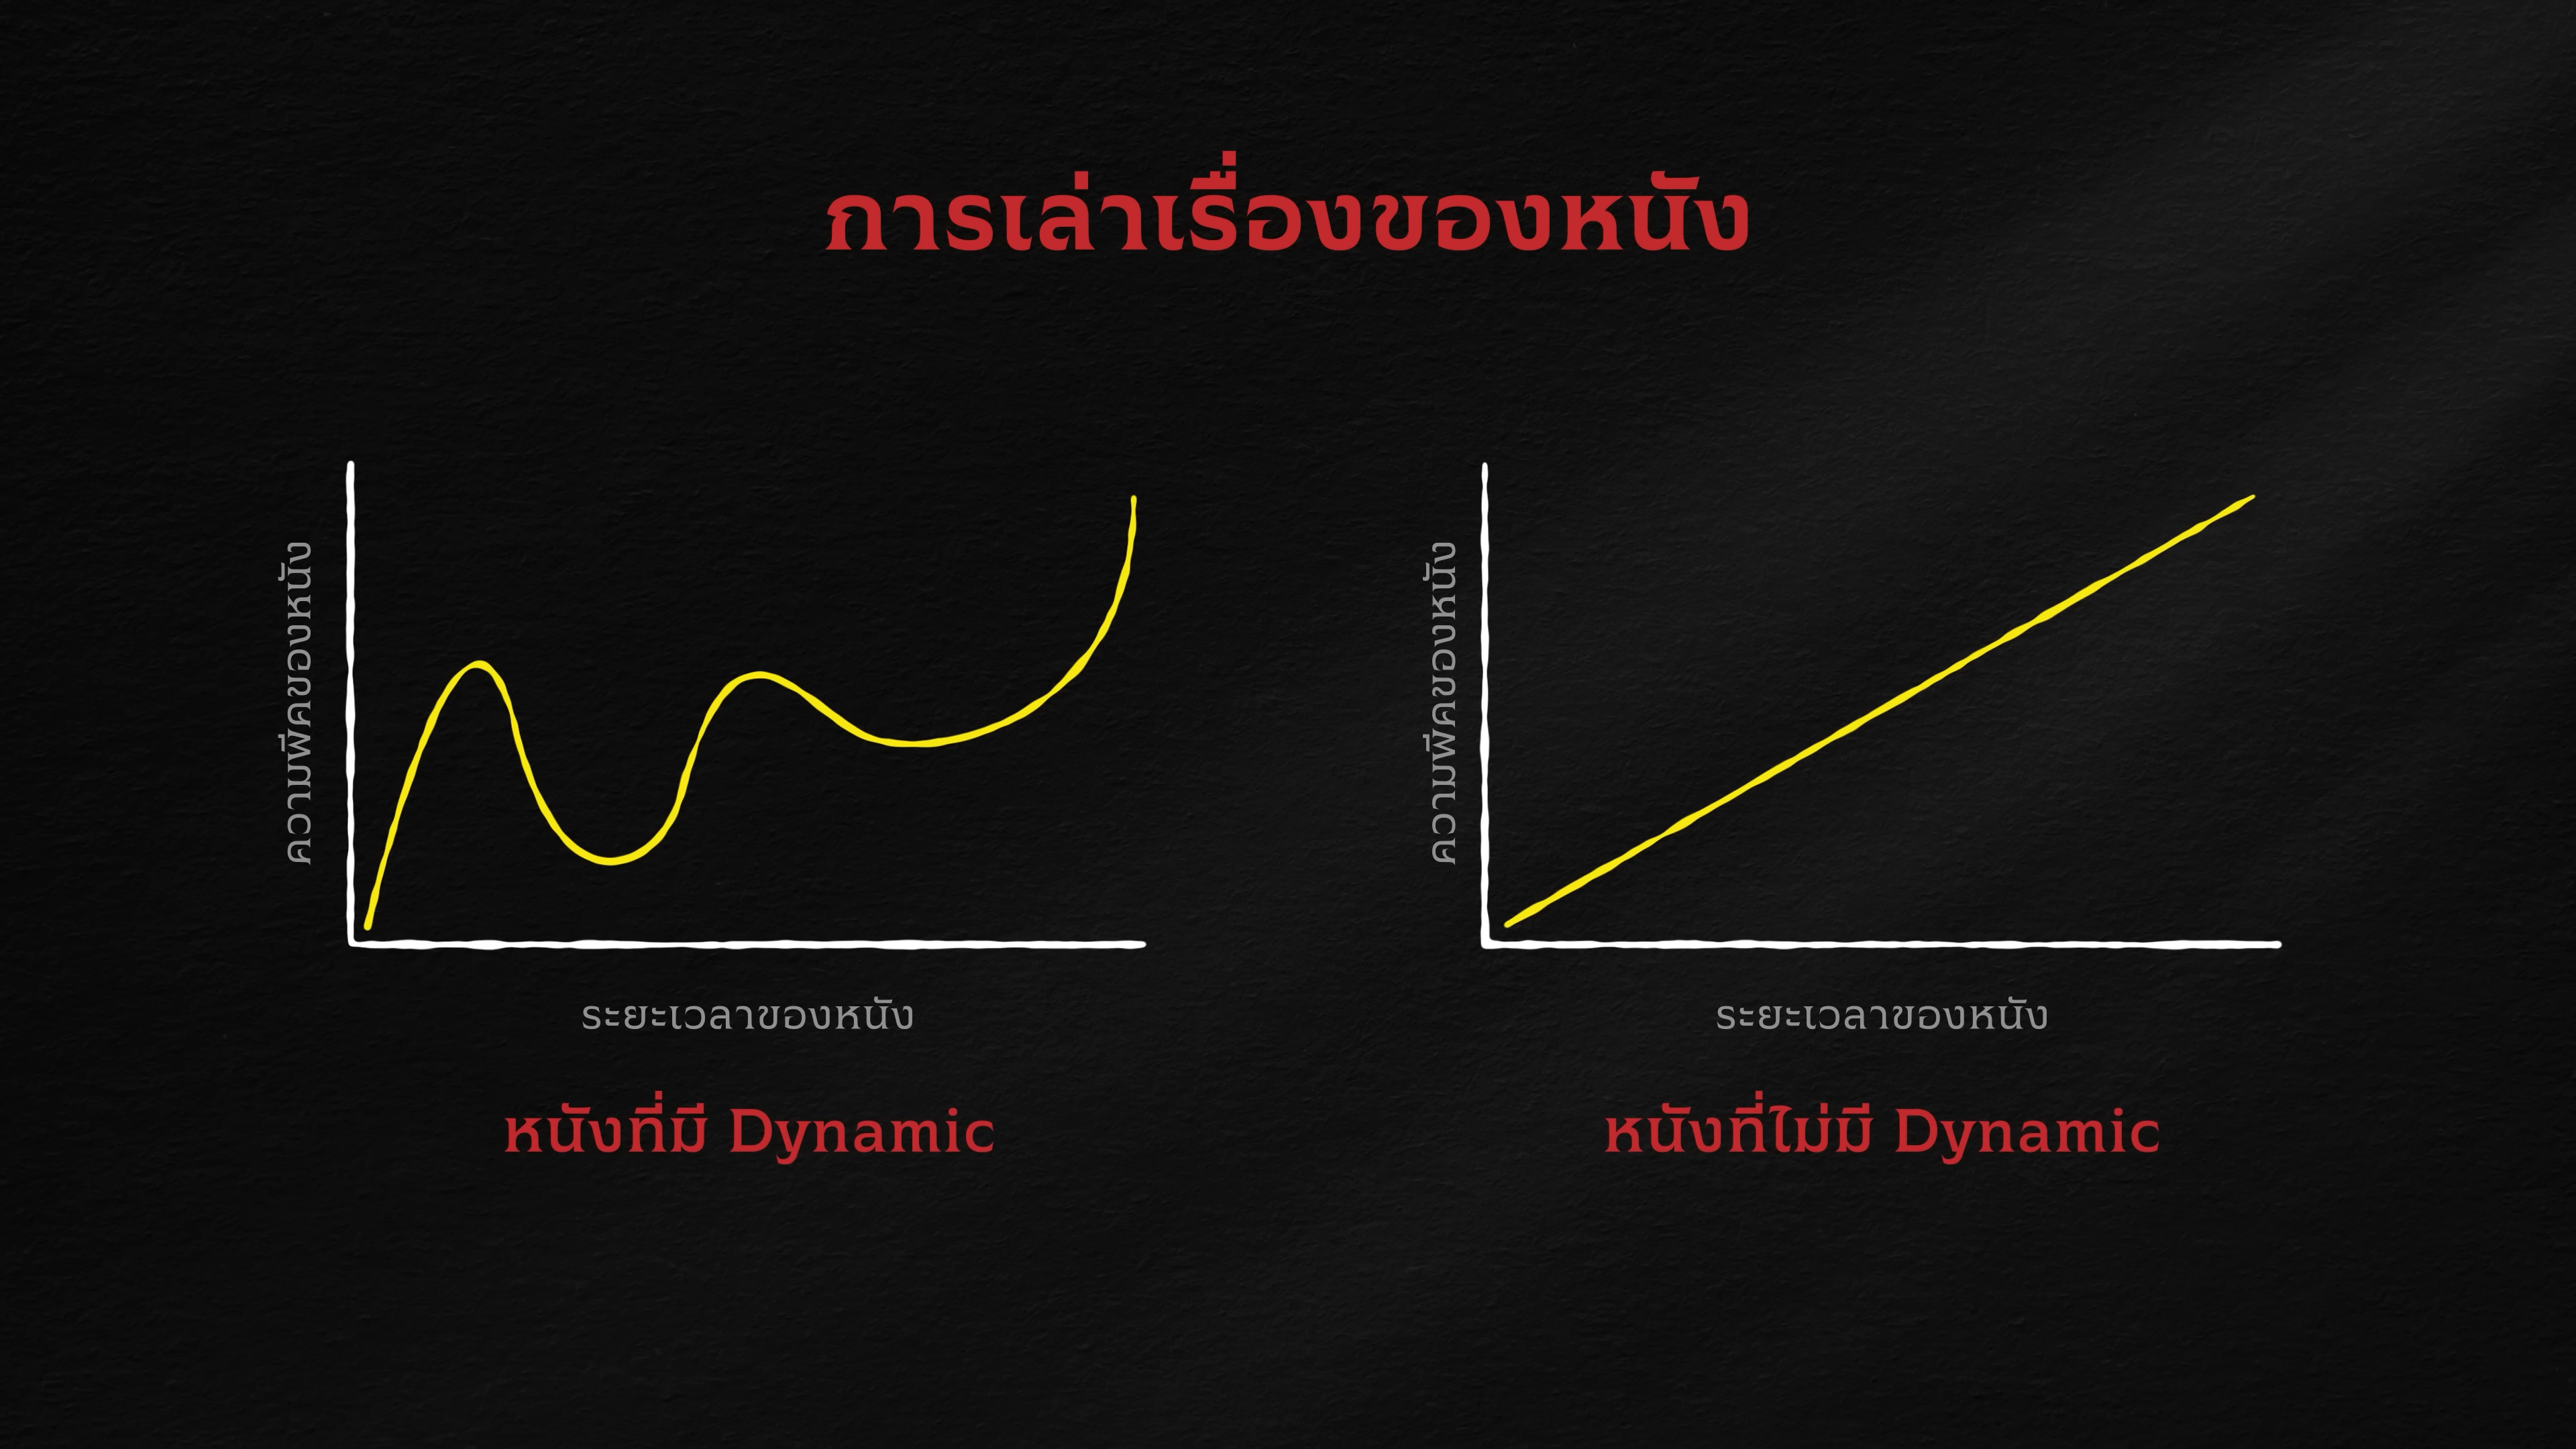 การเล่าเรื่องของหนัง
ความพีคของหนัง
ระยะเวลาของหนัง
หนังที่มี Dynamic
ความพีคของหนัง
ระยะเวลาของหนัง
หนังที่ไม่มี Dynamic